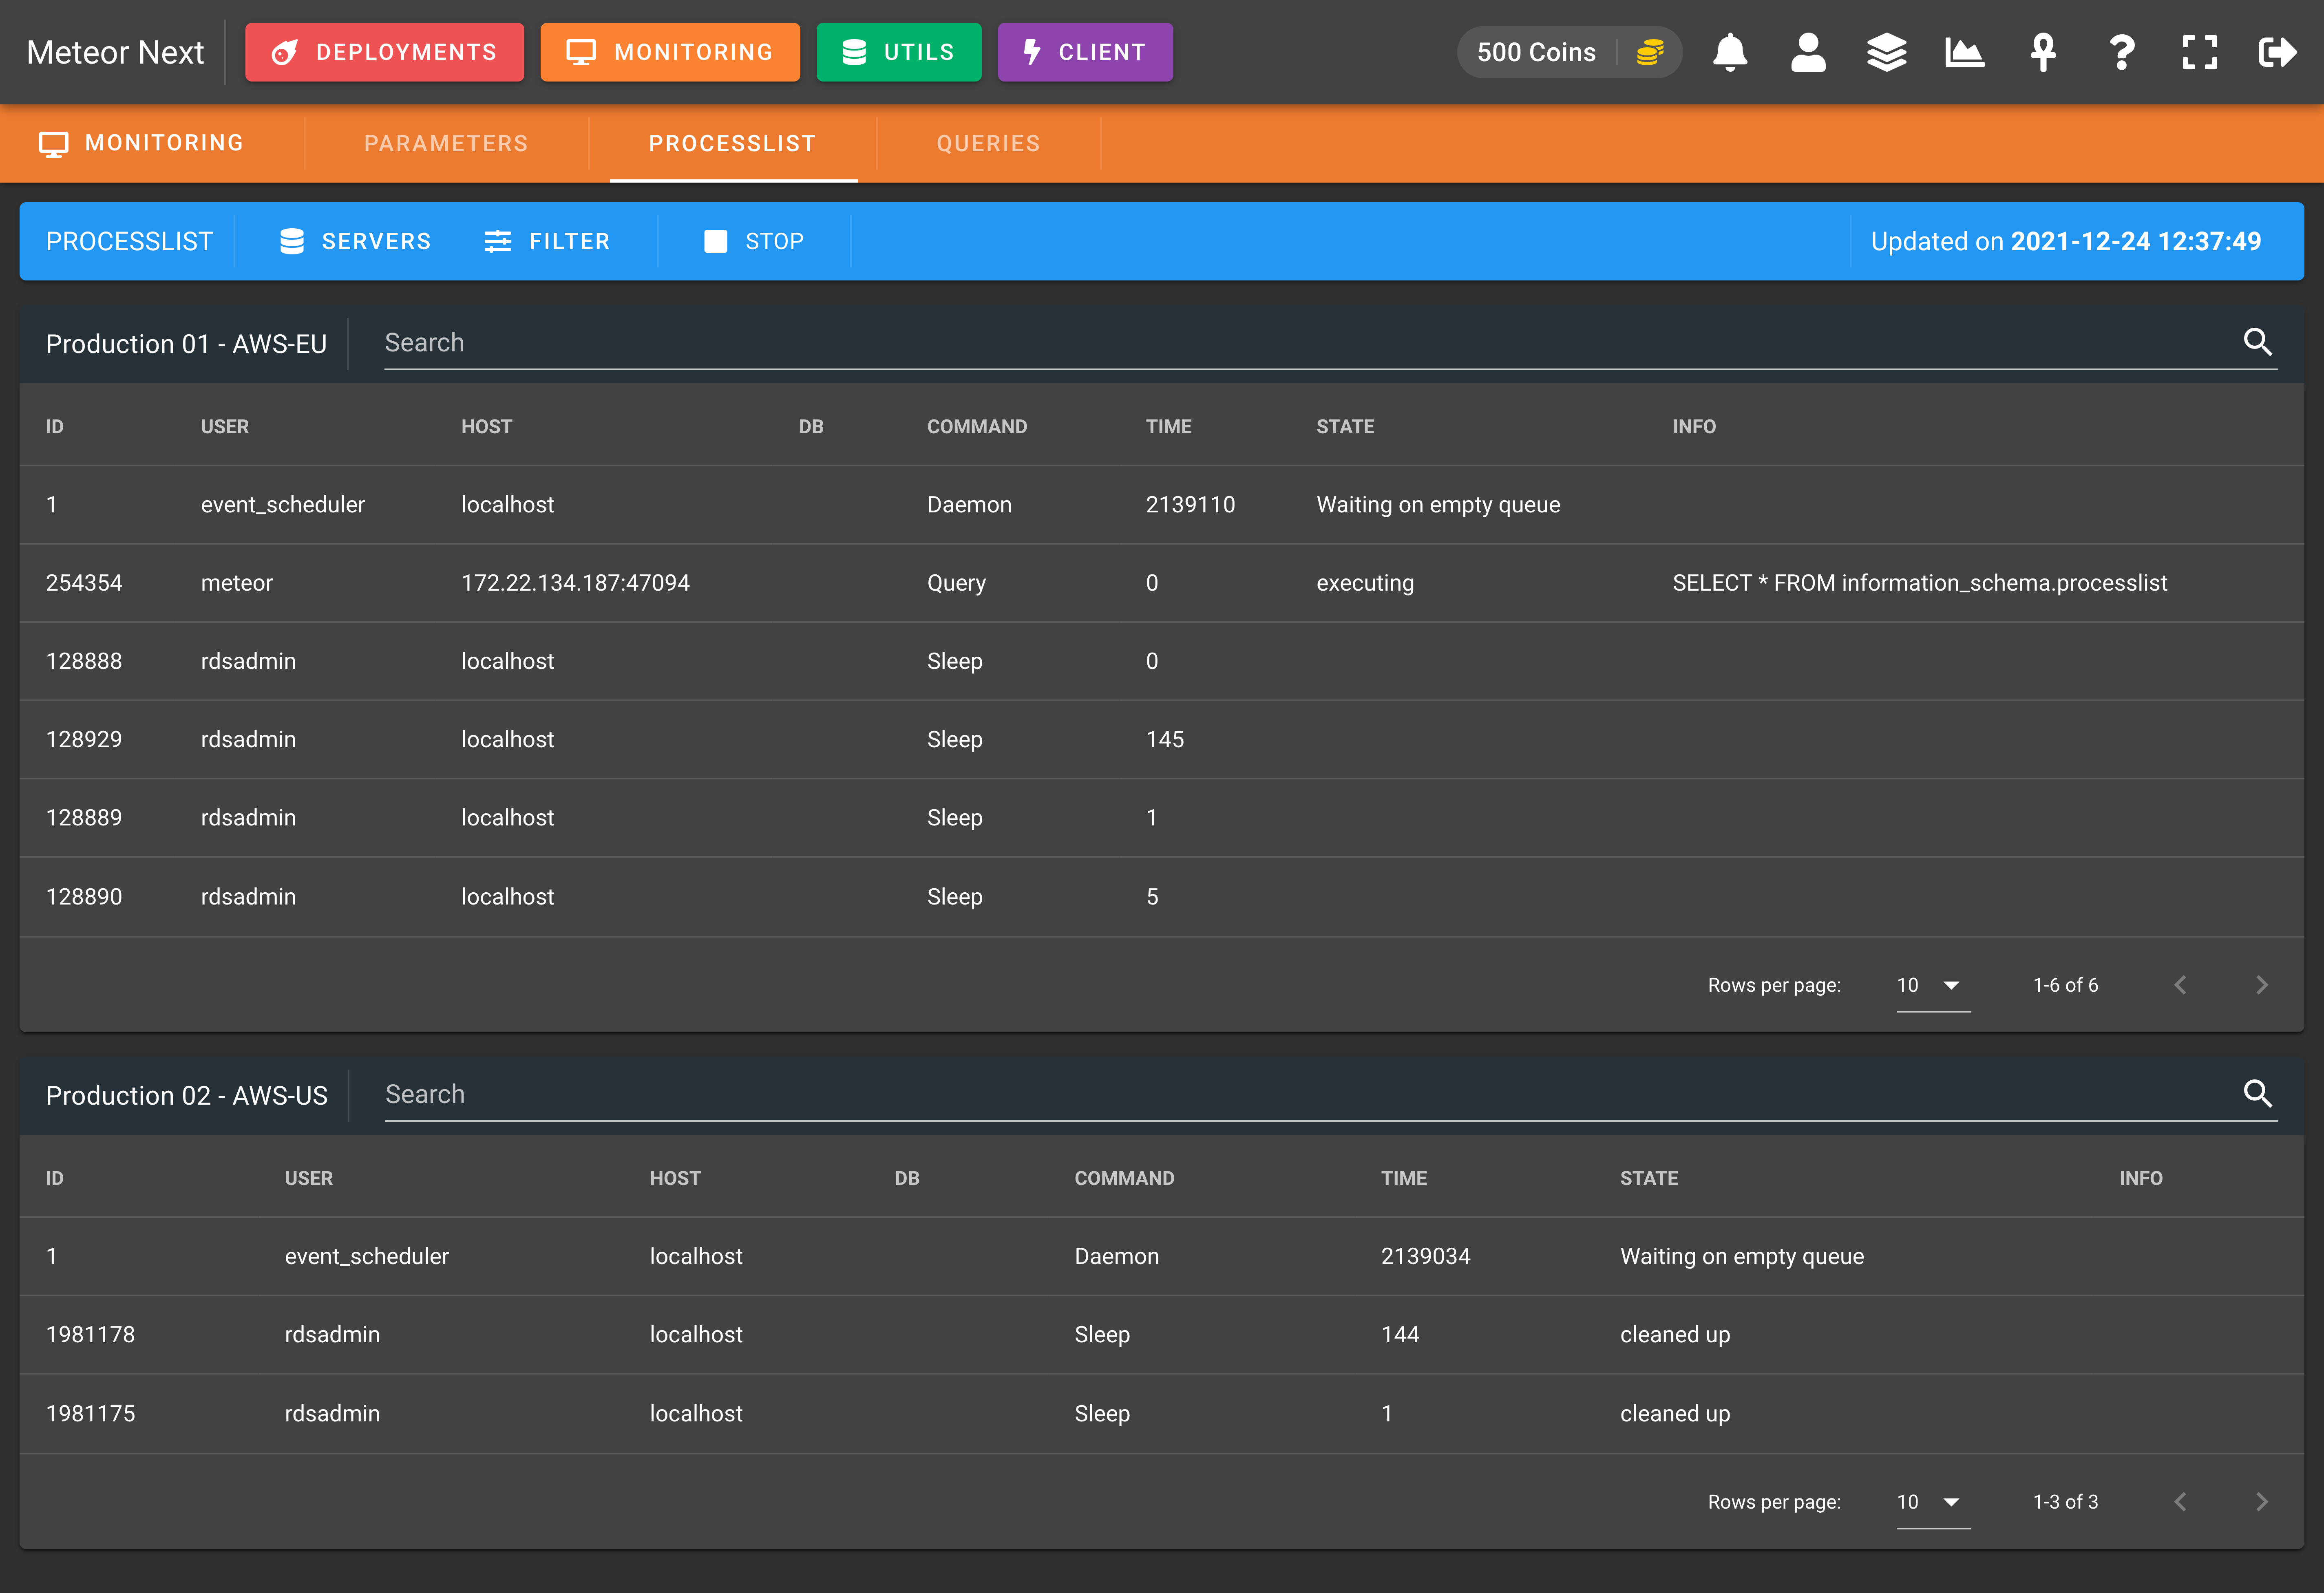 Meteor Next DEPLOYMENTS MONITORING UTILS CLIENT 500 Coins
MONITORING PARAMETERS PROCESSLIST QUERIES
PROCESSLIST SERVERS FILTER STOP Updated on 2021-12-24 12:37:49
Production 01 - AWS-EU Search
ID USER HOST DB COMMAND TIME STATE INFO
1 event_scheduler localhost Daemon 2139110 Waiting on empty queue
254354 meteor 172.22.134.187:47094 Query 0 executing SELECT * FROM information_schema.processlist
128888 rdsadmin localhost Sleep 0
128929 rdsadmin localhost Sleep 145
128889 rdsadmin localhost Sleep 1
128890 rdsadmin localhost Sleep 5
Rows per page: 10 1-6 of 6
Production 02 - AWS-US Search
ID USER HOST DB COMMAND TIME STATE INFO
1 event_scheduler localhost Daemon 2139034 Waiting on empty queue
1981178 rdsadmin localhost Sleep 144 cleaned up
1981175 rdsadmin localhost Sleep 1 cleaned up
Rows per page: 10 1-3 of 3